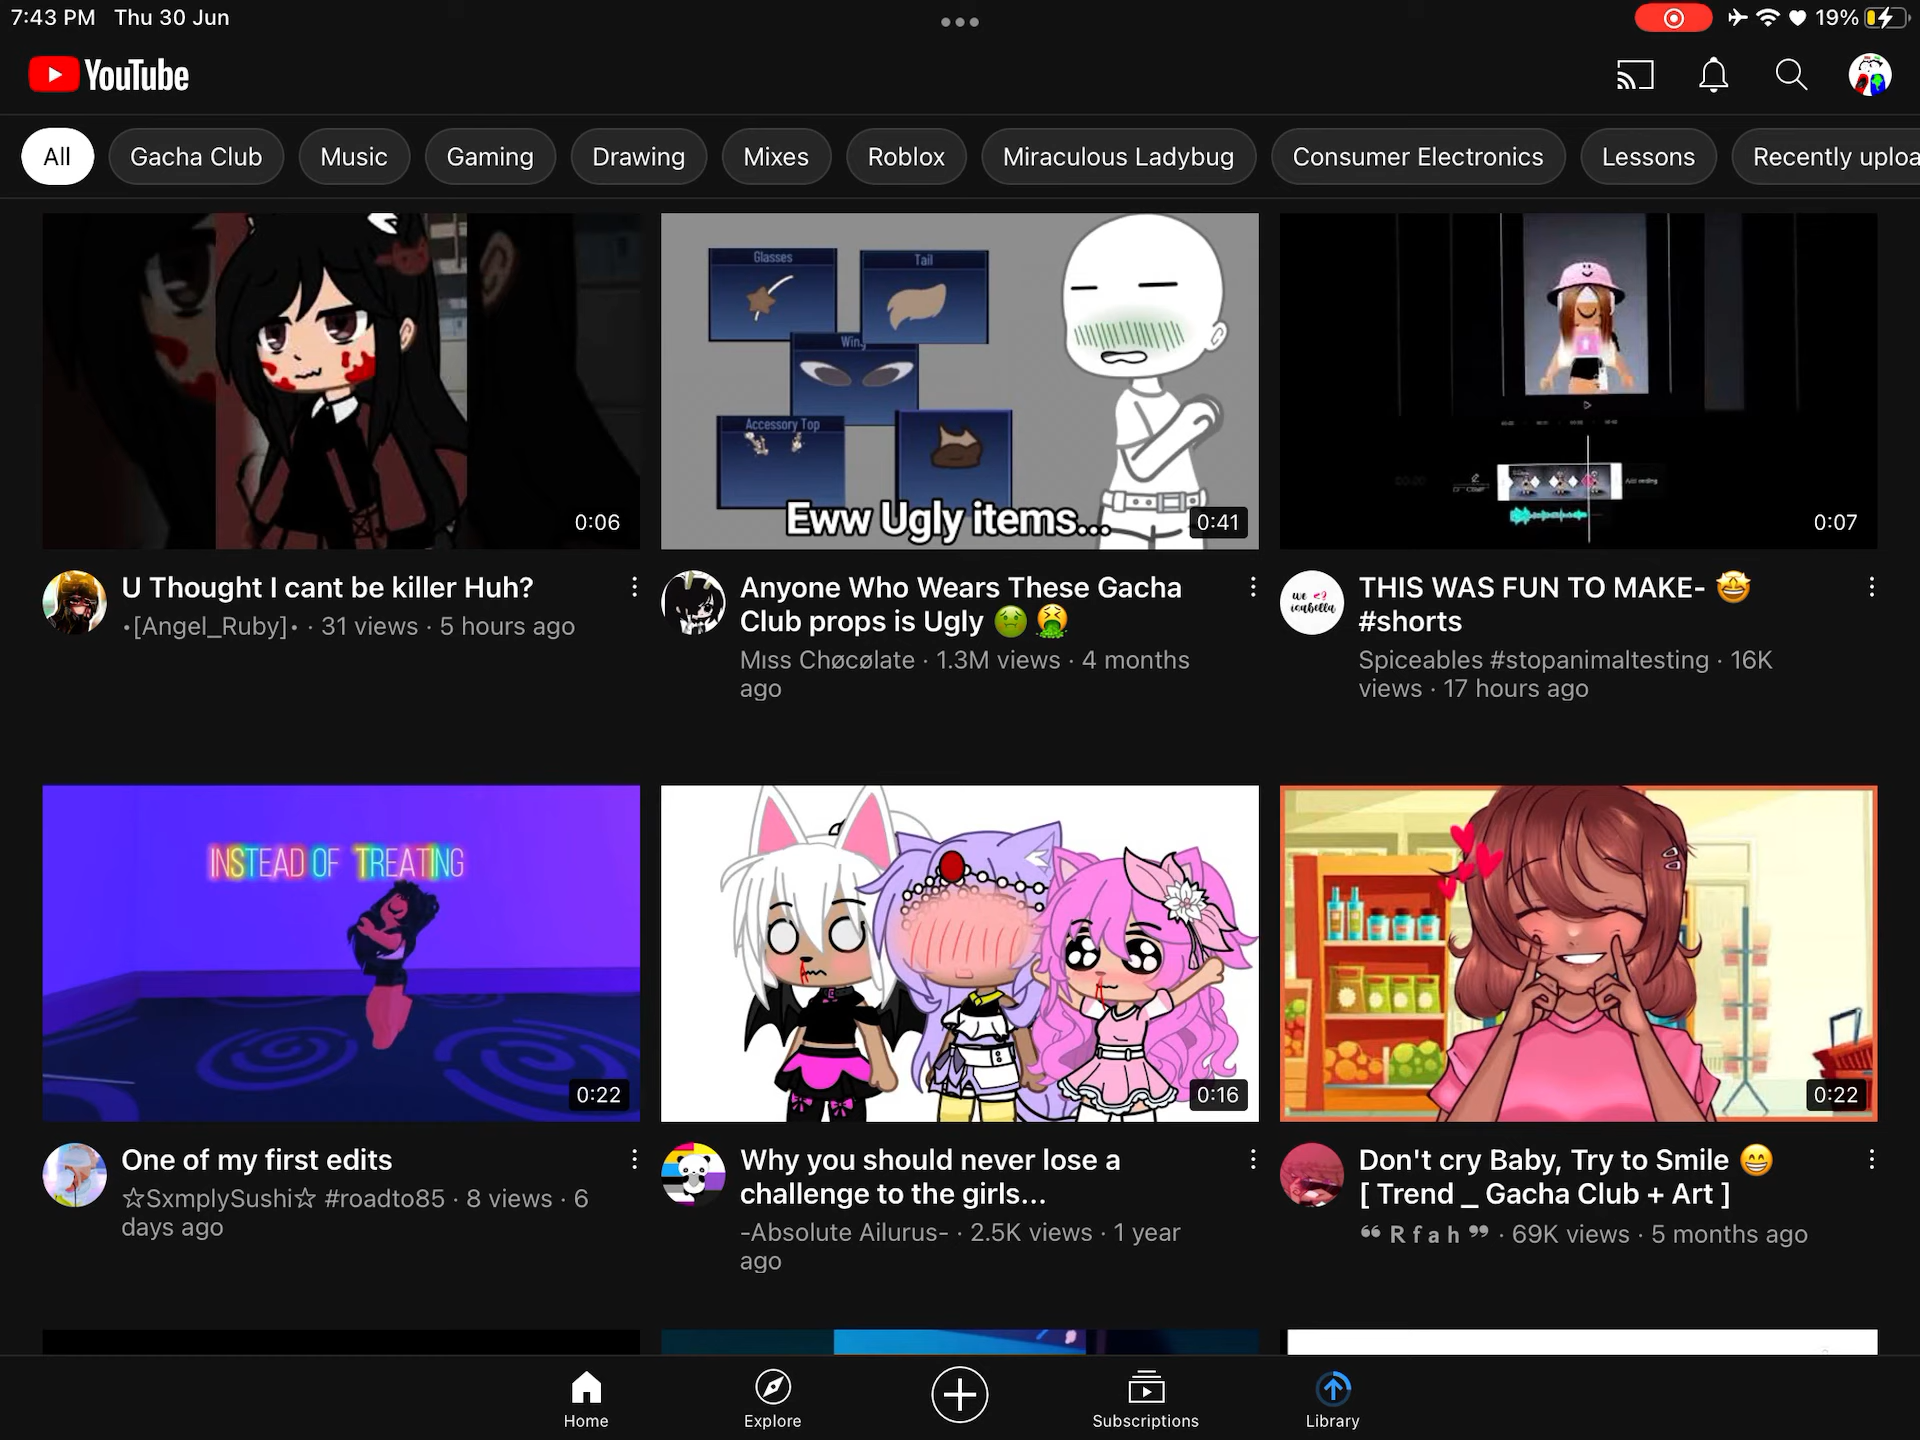 7:43 PM Thu 30 Jun
19%
YouTube
All Gacha Club Music Gaming Drawing Mixes Roblox Miraculous Ladybug Consumer Electronics Lessons Recently uploa
Glasses
Tail
Accessory Top
Eww Ugly items...
0:06
0:41
0:07
U Thought I cant be killer Huh?
•[Angel_Ruby]• · 31 views · 5 hours ago
Anyone Who Wears These Gacha
Club props is Ugly 🤢 🤮
Mıss Chøcølate · 1.3M views · 4 months
ago
we <3
isabella
THIS WAS FUN TO MAKE- 🤩
#shorts
Spiceables #stopanimaltesting · 16K
views · 17 hours ago
INSTEAD OF TREATING
0:22
0:16
0:22
One of my first edits
☆SxmplySushi☆ #roadto85 · 8 views · 6
days ago
Why you should never lose a
challenge to the girls...
-Absolute Ailurus- · 2.5K views · 1 year
ago
Don't cry Baby, Try to Smile 😁
[ Trend _ Gacha Club + Art ]
❝ R f a h ❞ · 69K views · 5 months ago
Home
Explore
Subscriptions
Library